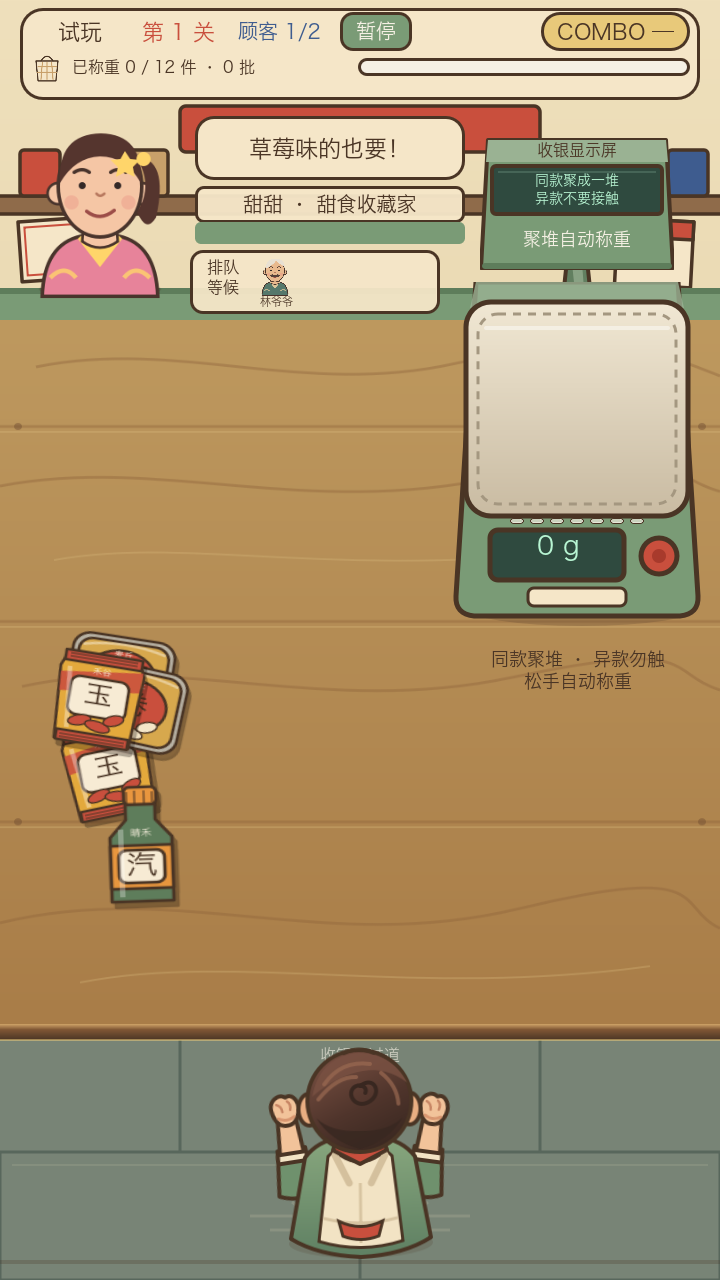 试玩 第 1 关 顾客 1/2 暂停 COMBO —
已称重 0 / 12 件 · 0 批
草莓味的也要！
甜甜 · 甜食收藏家
排队
等候
林爷爷
收银显示屏
同款聚成一堆
异款不要接触
聚堆自动称重
0 g
同款聚堆 · 异款勿触
松手自动称重
玉
玉
晴禾
汽